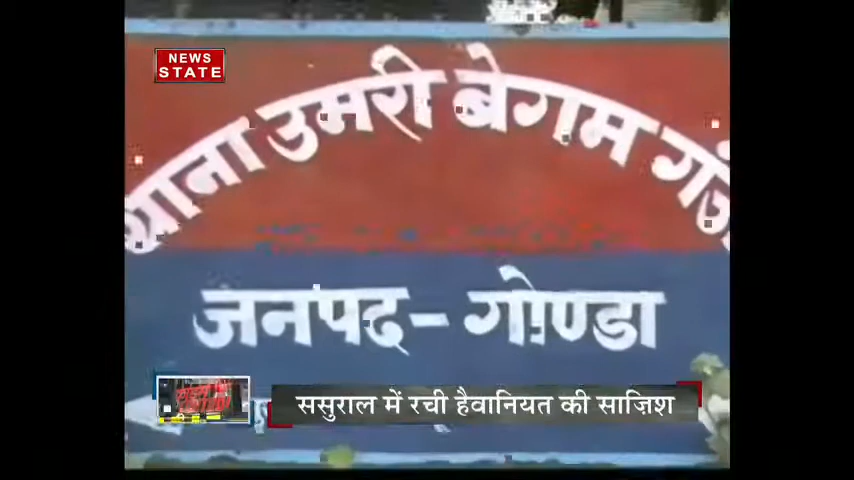 NEWS
STATE
थाना उमरी बेगम गंज
जनपद - गोण्डा
ससुराल में रची हैवानियत की साज़िश